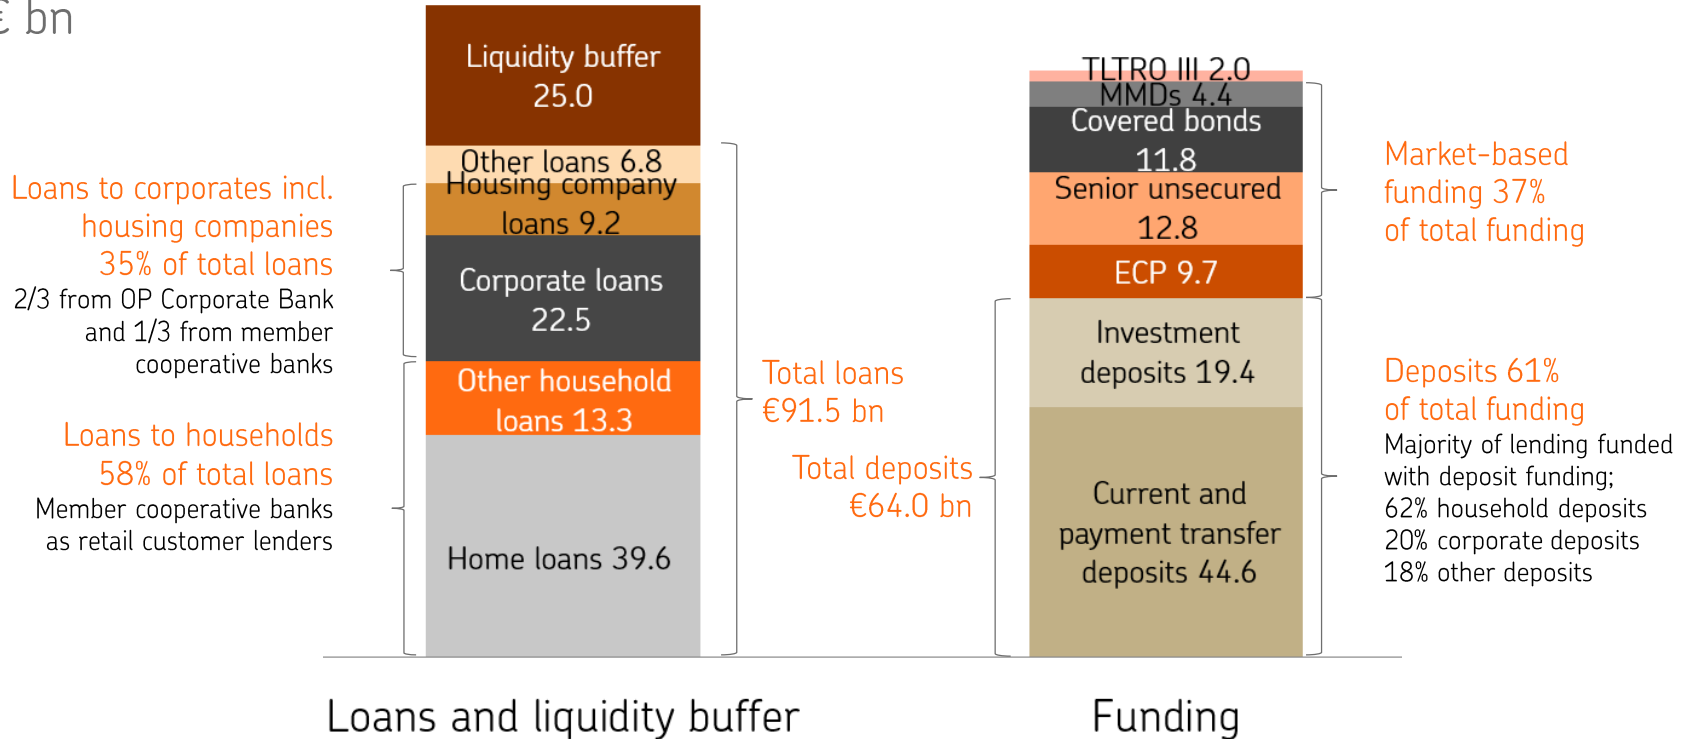 € bn
Liquidity buffer
25.0
Other loans 6.8
Housing company
loans 9.2
Corporate loans
22.5
Other household
loans 13.3
Home loans 39.6
Loans to corporates incl.
housing companies
35% of total loans
2/3 from OP Corporate Bank
and 1/3 from member
cooperative banks
Loans to households
58% of total loans
Member cooperative banks
as retail customer lenders
Total loans
€91.5 bn
Total deposits
€64.0 bn
TLTRO III 2.0
MMDs 4.4
Covered bonds
11.8
Senior unsecured
12.8
ECP 9.7
Investment
deposits 19.4
Current and
payment transfer
deposits 44.6
Market-based
funding 37%
of total funding
Deposits 61%
of total funding
Majority of lending funded
with deposit funding;
62% household deposits
20% corporate deposits
18% other deposits
Loans and liquidity buffer
Funding